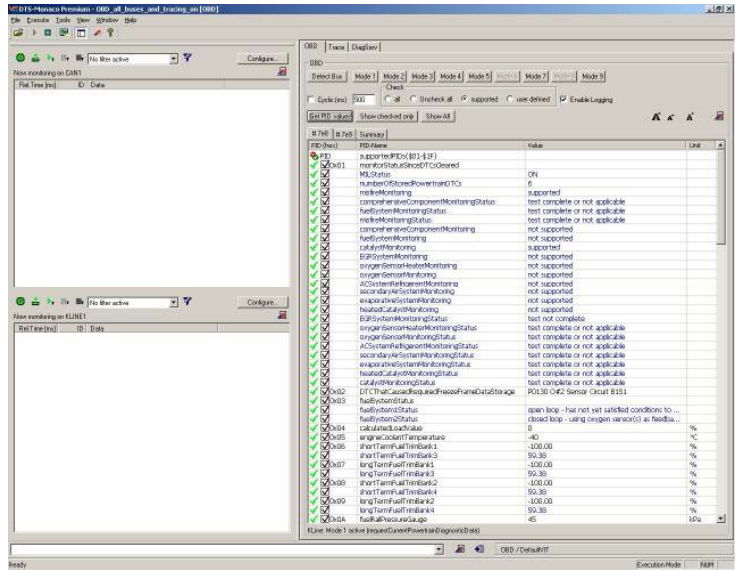 DTS-Monaco Premium - OBD_all_buses_and_tracing_on [OBD]
File Execute Tools View Window Help
No filter active Configure...
Now monitoring on CAN1
Rel.Time [ms] ID Data
No filter active Configure...
Now monitoring on KLINE1
Rel.Time [ms] ID Data
OBD Trace DiagServ
OBD
Detect Bus Mode 1 Mode 2 Mode 3 Mode 4 Mode 5 Mode 7 Mode 9
Check
Cyclic (ms) 500 all Uncheck all supported user defined Enable Logging
Get PID values Show checked only Show All
# 7e8 # 7e9 Summary
PID (hex) PID-Name Value Unit
PID supportedPIDs($01-$1F)
0x01 monitorStatusSinceDTCsCleared
MILStatus ON
numberOfStoredPowertrainDTCs 6
misfireMonitoring supported
comprehensiveComponentMonitoringStatus test complete or not applicable
fuelSystemMonitoringStatus test complete or not applicable
misfireMonitoringStatus test complete or not applicable
comprehensiveComponentMonitoring not supported
fuelSystemMonitoring not supported
catalystMonitoring supported
EGRSystemMonitoring not supported
oxygenSensorHeaterMonitoring not supported
oxygenSensorMonitoring not supported
ACSystemRefrigerentMonitoring not supported
secondaryAirSystemMonitoring not supported
evaporativeSystemMonitoring not supported
heatedCatalystMonitoring not supported
EGRSystemMonitoringStatus test not complete
oxygenSensorHeaterMonitoringStatus test complete or not applicable
oxygenSensorMonitoringStatus test complete or not applicable
ACSystemRefrigerentMonitoringStatus test complete or not applicable
secondaryAirSystemMonitoringStatus test complete or not applicable
evaporativeSystemMonitoringStatus test complete or not applicable
heatedCatalystMonitoringStatus test complete or not applicable
catalystMonitoringStatus test complete or not applicable
0x02 DTCThatCausedRequiredFreezeFrameDataStorage P0130 O#2 Sensor Circuit B1S1
0x03 fuelSystemStatus
fuelSystem1Status open loop - has not yet satisfied conditions to ...
fuelSystem2Status closed loop - using oxygen sensor(s) as feedba...
0x04 calculatedLoadValue 0 %
0x05 engineCoolantTemperature -40 °C
0x06 shortTermFuelTrimBank1 -100.00 %
shortTermFuelTrimBank3 59.38 %
0x07 longTermFuelTrimBank1 -100.00 %
longTermFuelTrimBank3 59.38 %
0x08 shortTermFuelTrimBank2 -100.00 %
shortTermFuelTrimBank4 59.38 %
0x09 longTermFuelTrimBank2 -100.00 %
longTermFuelTrimBank4 59.38 %
0x0A fuelRailPressureGauge 45 kPa
KLine: Mode 1 active (requestCurrentPowertrainDiagnosticData)
OBD / DefaultVIT
Ready Execution Mode NUM